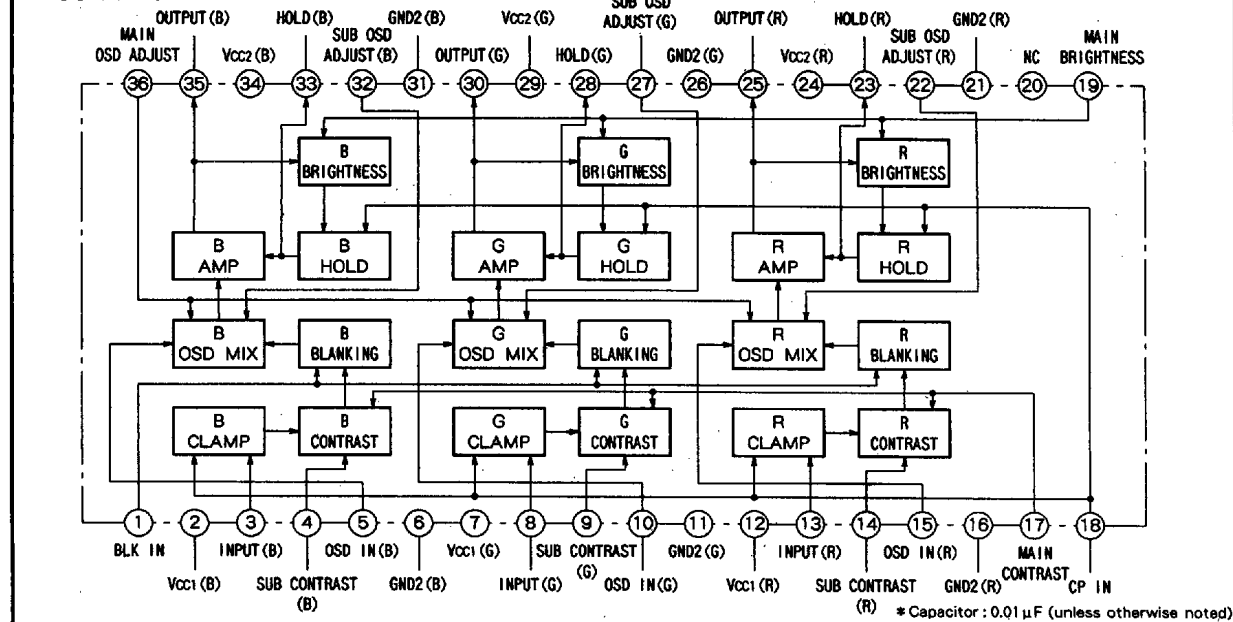 SUB OSD
OUTPUT(B) HOLD(B) GND2(B) VCC2(G) ADJUST(G) OUTPUT(R) HOLD(R) GND2(R)
MAIN SUB OSD SUB OSD MAIN
OSD ADJUST VCC2(B) ADJUST(B) OUTPUT(G) HOLD(G) GND2(G) VCC2(R) ADJUST(R) NC BRIGHTNESS
36 35 34 33 32 31 30 29 28 27 26 25 24 23 22 21 20 19
B G R
BRIGHTNESS BRIGHTNESS BRIGHTNESS
B B G G R R
AMP HOLD AMP HOLD AMP HOLD
B B G G R R
OSD MIX BLANKING OSD MIX BLANKING OSD MIX BLANKING
B B G G R R
CLAMP CONTRAST CLAMP CONTRAST CLAMP CONTRAST
1 2 3 4 5 6 7 8 9 10 11 12 13 14 15 16 17 18
BLK IN INPUT(B) OSD IN(B) VCC1(G) SUB CONTRAST GND2(G) INPUT(R) OSD IN(R) MAIN
VCC1(B) SUB CONTRAST GND2(B) INPUT(G) (G) OSD IN(G) VCC1(R) SUB CONTRAST GND2(R) CONTRAST CP IN
(B) (R) * Capacitor : 0.01 μF (unless otherwise noted)